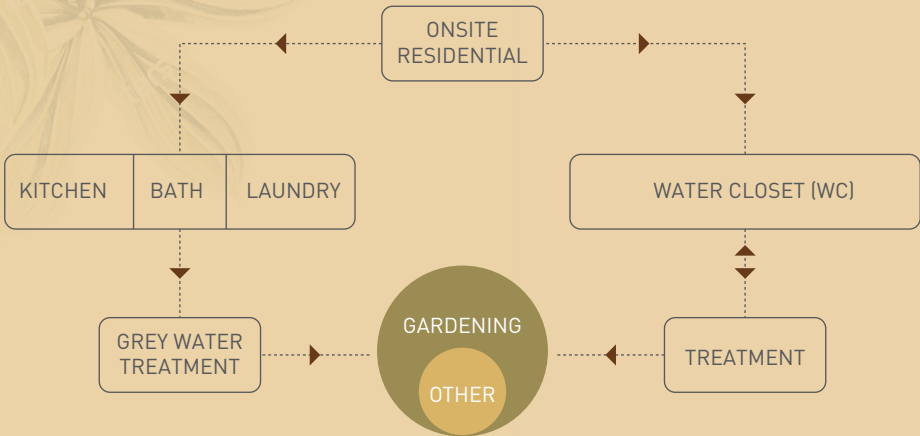 ONSITE
RESIDENTIAL
KITCHEN
BATH
LAUNDRY
WATER CLOSET (WC)
GREY WATER
TREATMENT
GARDENING
OTHER
TREATMENT